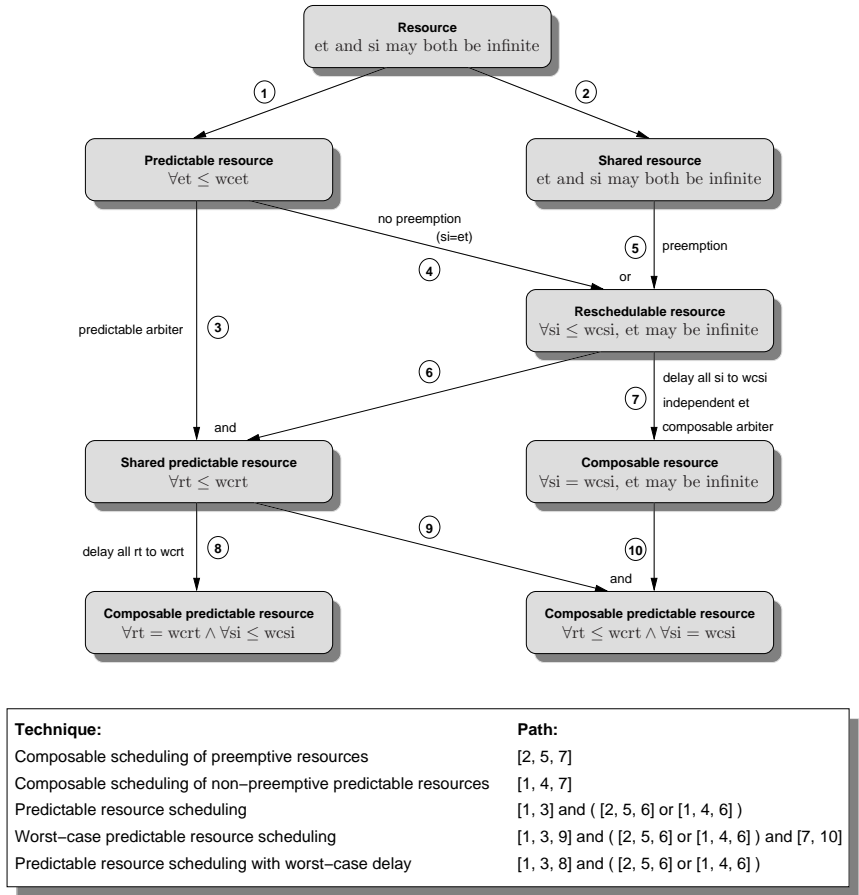 Resource
et and si may both be infinite
1
2
Predictable resource
∀et ≤ wcet
Shared resource
et and si may both be infinite
no preemption
(si=et)
4
5
preemption
or
predictable arbiter
3
Reschedulable resource
∀si ≤ wcsi, et may be infinite
6
7
delay all si to wcsi
independent et
composable arbiter
and
Shared predictable resource
∀rt ≤ wcrt
Composable resource
∀si = wcsi, et may be infinite
delay all rt to wcrt
8
9
10
and
Composable predictable resource
∀rt = wcrt ∧ ∀si ≤ wcsi
Composable predictable resource
∀rt ≤ wcrt ∧ ∀si = wcsi
Technique: Path:
Composable scheduling of preemptive resources [2, 5, 7]
Composable scheduling of non−preemptive predictable resources [1, 4, 7]
Predictable resource scheduling [1, 3] and ( [2, 5, 6] or [1, 4, 6] )
Worst−case predictable resource scheduling [1, 3, 9] and ( [2, 5, 6] or [1, 4, 6] ) and [7, 10]
Predictable resource scheduling with worst−case delay [1, 3, 8] and ( [2, 5, 6] or [1, 4, 6] )